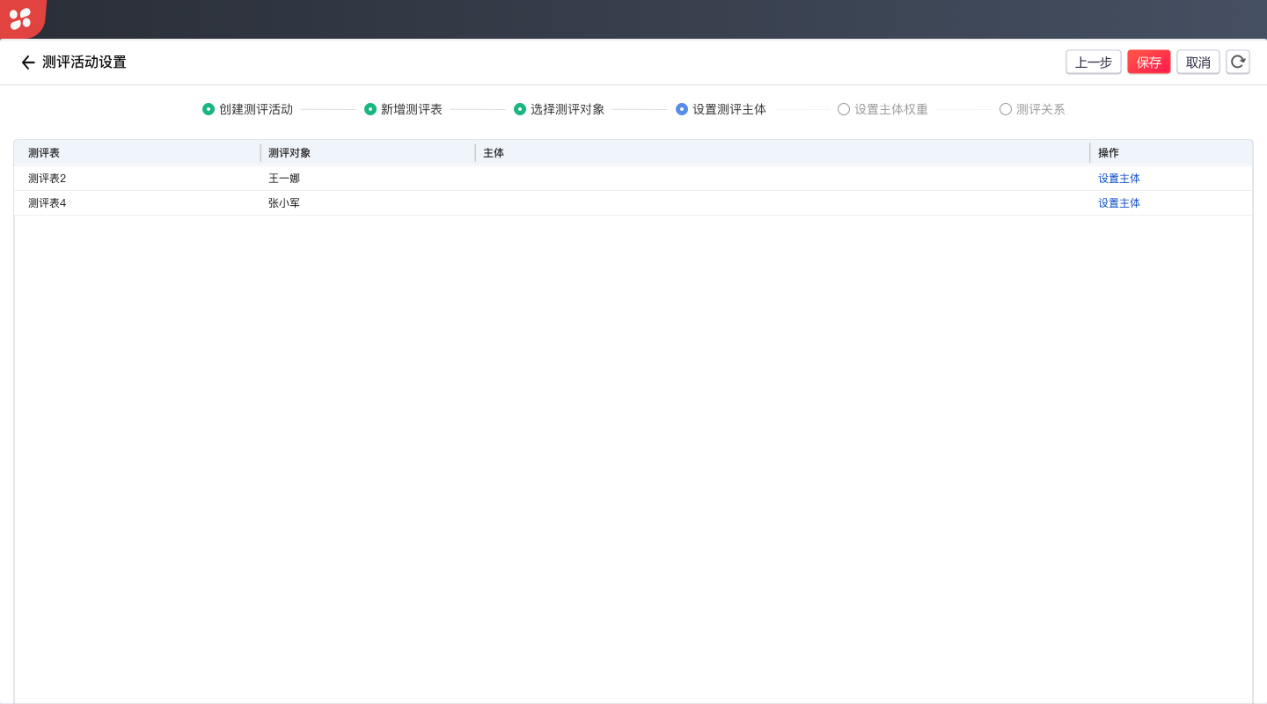 测评活动设置 上一步 保存 取消
创建测评活动 新增测评表 选择测评对象 设置测评主体 设置主体权重 测评关系
测评表 测评对象 主体 操作
测评表2 王一娜 设置主体
测评表4 张小军 设置主体